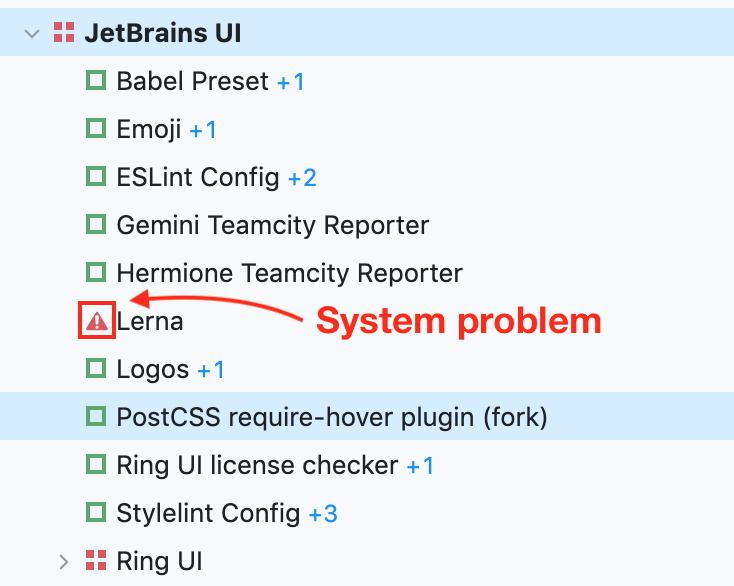 JetBrains UI
Babel Preset +1
Emoji +1
ESLint Config +2
Gemini Teamcity Reporter
Hermione Teamcity Reporter
Lerna
System problem
Logos +1
PostCSS require-hover plugin (fork)
Ring UI license checker +1
Stylelint Config +3
Ring UI